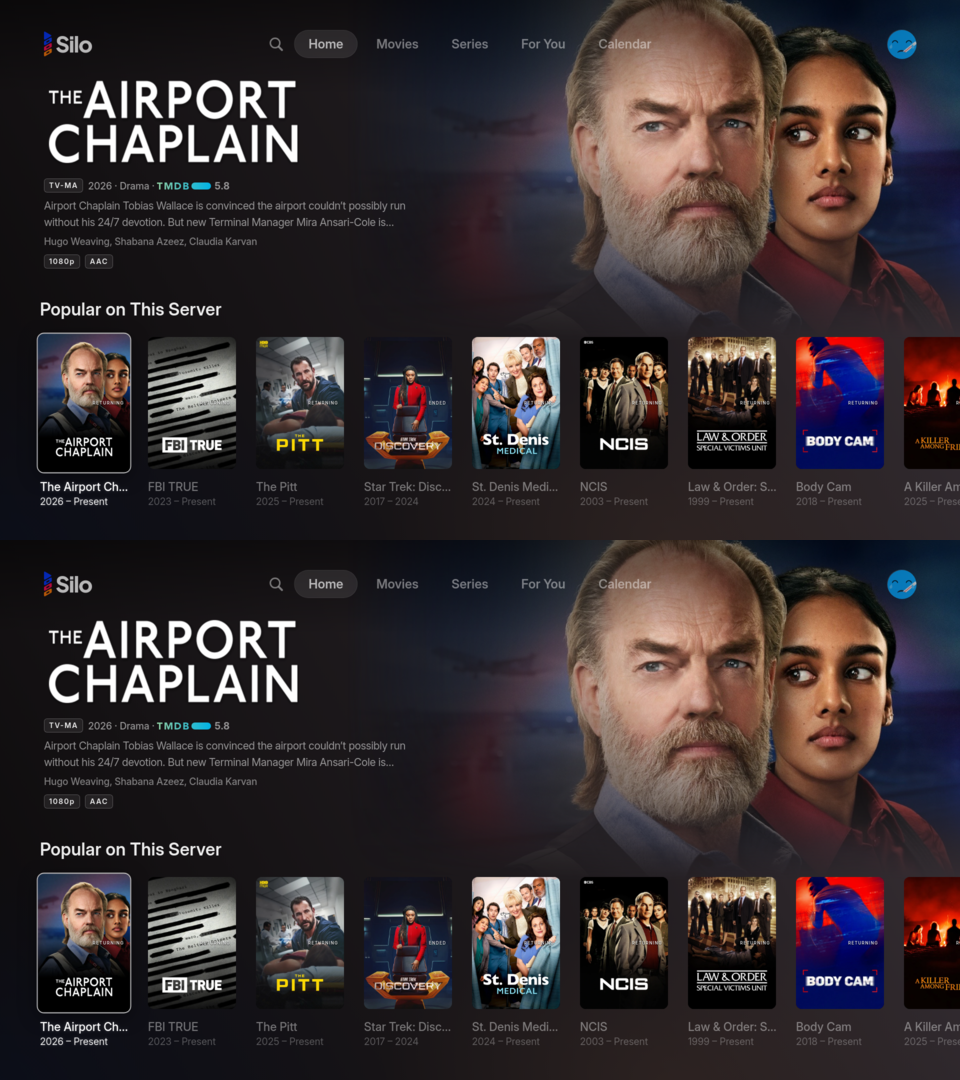 Silo
Home
Movies
Series
For You
Calendar
THE AIRPORT
CHAPLAIN
TV-MA 2026 · Drama · TMDB 5.8
Airport Chaplain Tobias Wallace is convinced the airport couldn't possibly run
without his 24/7 devotion. But new Terminal Manager Mira Ansari-Cole is...
Hugo Weaving, Shabana Azeez, Claudia Karvan
1080p AAC
Popular on This Server
RETURNING
THE AIRPORT
CHAPLAIN
FBI TRUE
RETURNING
THE
PITT
ENDED
STAR TREK
DISCOVERY
St. Denis
MEDICAL
NCIS
RETURNING
NCIS
LAW & ORDER
SPECIAL VICTIMS UNIT
RETURNING
BODY CAM
A KILLER
AMONG FRIE
The Airport Ch...
2026 – Present
FBI TRUE
2023 – Present
The Pitt
2025 – Present
Star Trek: Disc...
2017 – 2024
St. Denis Medi...
2024 – Present
NCIS
2003 – Present
Law & Order: S...
1999 – Present
Body Cam
2018 – Present
A Killer Am
2025 – Pres
Silo
Home
Movies
Series
For You
Calendar
THE AIRPORT
CHAPLAIN
TV-MA 2026 · Drama · TMDB 5.8
Airport Chaplain Tobias Wallace is convinced the airport couldn't possibly run
without his 24/7 devotion. But new Terminal Manager Mira Ansari-Cole is...
Hugo Weaving, Shabana Azeez, Claudia Karvan
1080p AAC
Popular on This Server
RETURNING
THE AIRPORT
CHAPLAIN
FBI TRUE
RETURNING
THE
PITT
ENDED
STAR TREK
DISCOVERY
St. Denis
MEDICAL
NCIS
RETURNING
NCIS
LAW & ORDER
SPECIAL VICTIMS UNIT
RETURNING
BODY CAM
A KILLER
AMONG FRIE
The Airport Ch...
2026 – Present
FBI TRUE
2023 – Present
The Pitt
2025 – Present
Star Trek: Disc...
2017 – 2024
St. Denis Medi...
2024 – Present
NCIS
2003 – Present
Law & Order: S...
1999 – Present
Body Cam
2018 – Present
A Killer Am
2025 – Pres